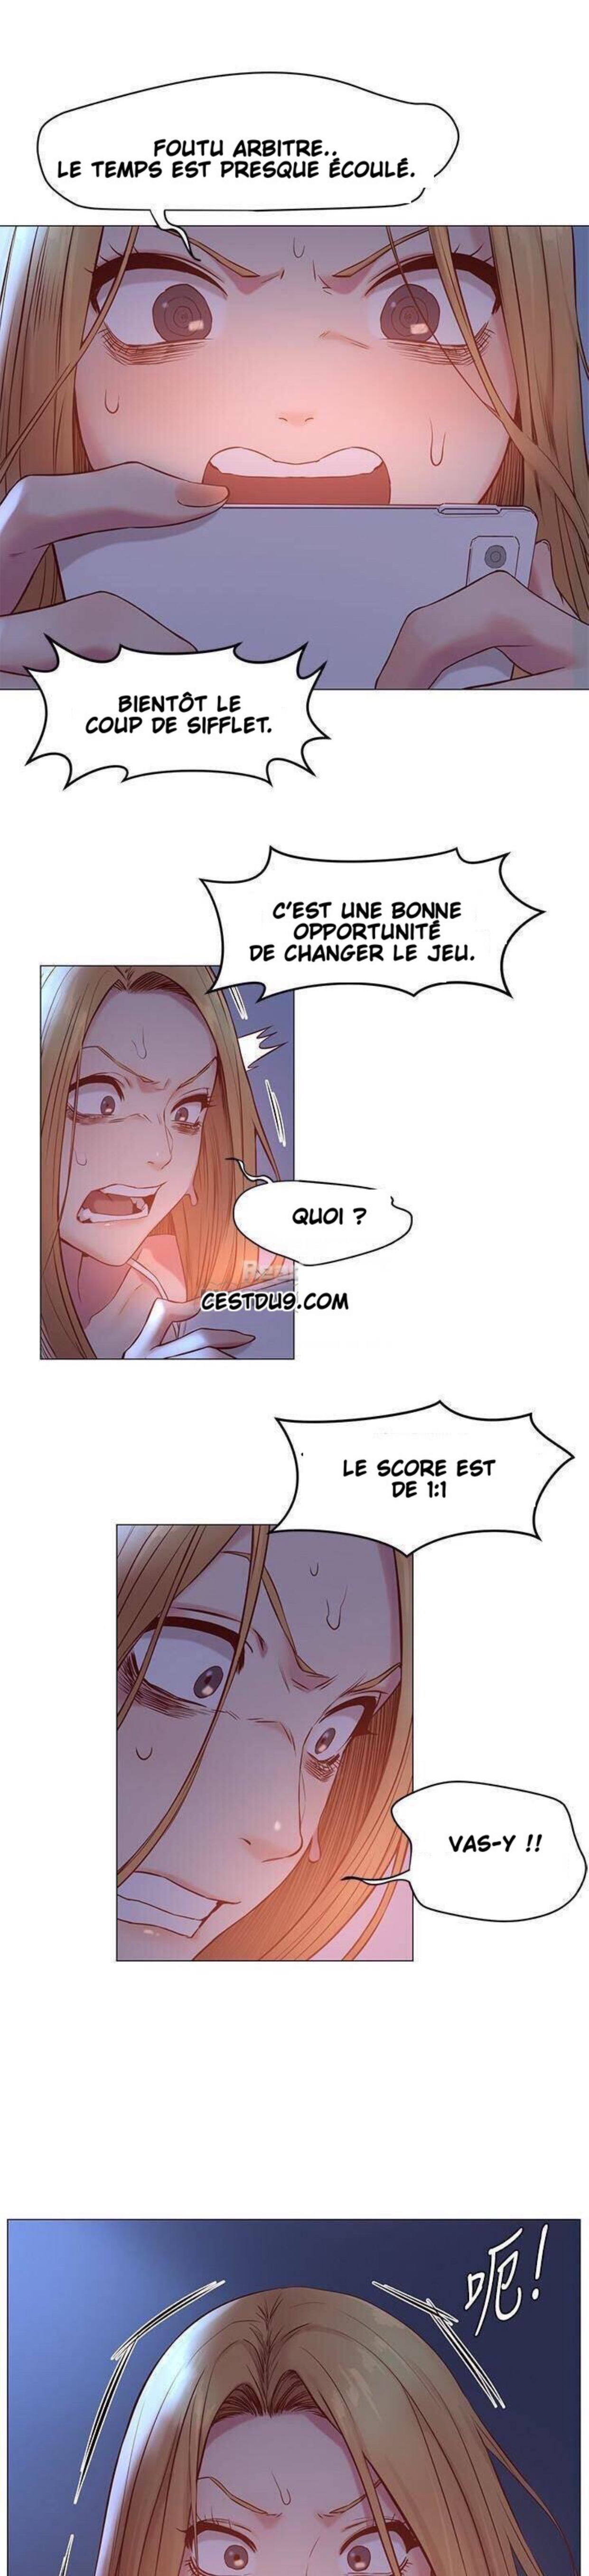 FOUTU ARBITRE..
LE TEMPS EST PRESQUE ÉCOULÉ.
BIENTÔT LE
COUP DE SIFFLET.
C'EST UNE BONNE
OPPORTUNITÉ
DE CHANGER LE JEU.
QUOI ?
CESTDU9.COM
LE SCORE EST
DE 1:1
VAS-Y !!
呃!